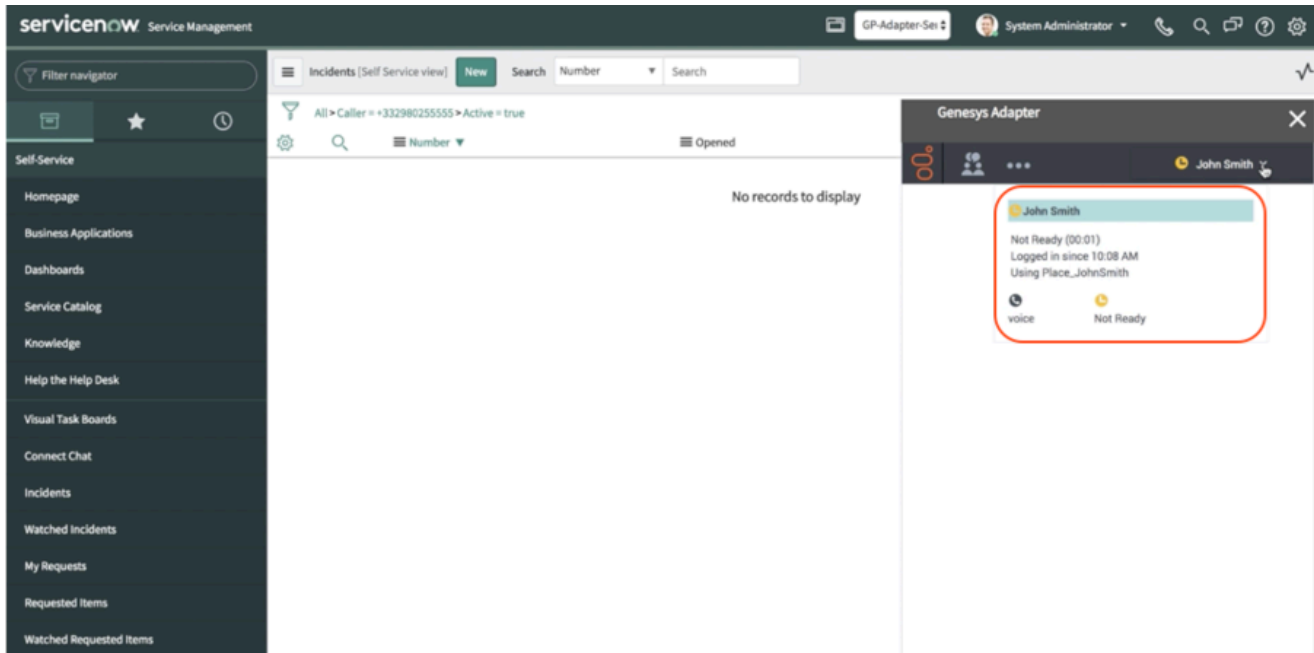 servicenow Service Management
GP-Adapter-Ser
System Administrator
Filter navigator
Incidents [Self Service view] New Search Number Search
All > Caller = +332980255555 > Active = true
Number Opened
No records to display
Self-Service
Homepage
Business Applications
Dashboards
Service Catalog
Knowledge
Help the Help Desk
Visual Task Boards
Connect Chat
Incidents
Watched Incidents
My Requests
Requested Items
Watched Requested Items
Genesys Adapter
John Smith
John Smith
Not Ready (00:01)
Logged in since 10:08 AM
Using Place_JohnSmith
voice Not Ready